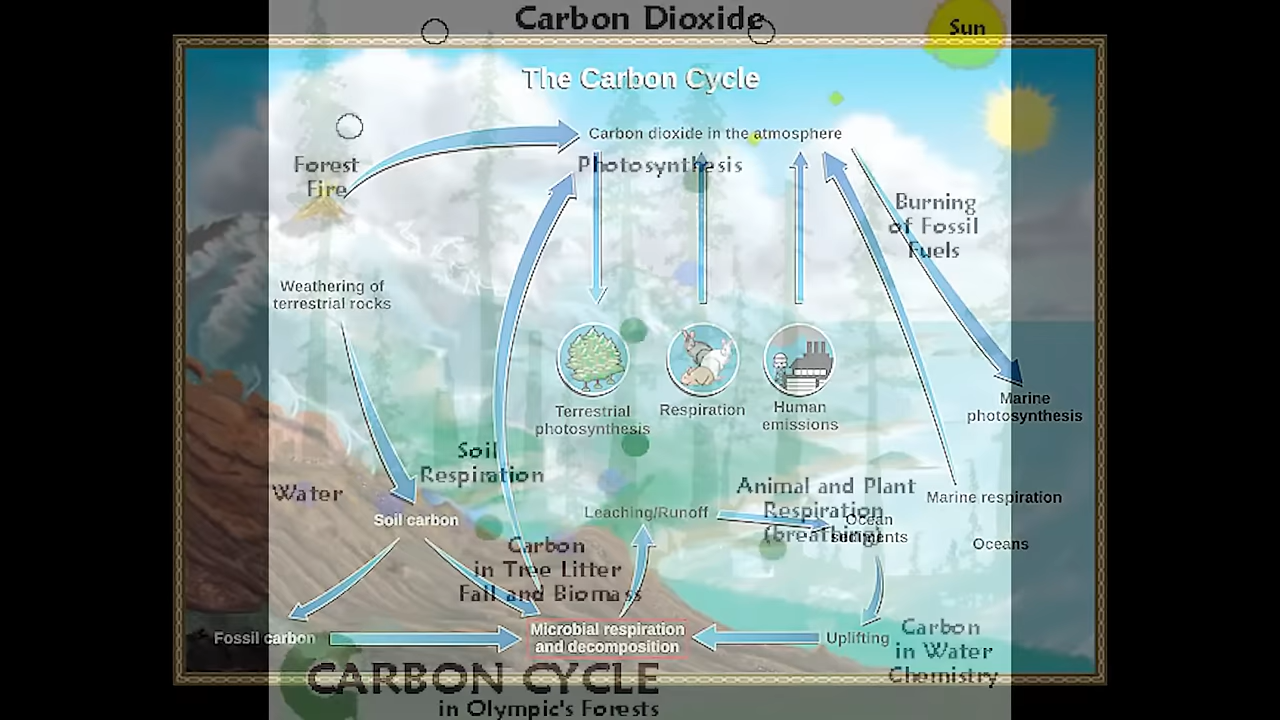 Carbon Dioxide
Sun
The Carbon Cycle
Carbon dioxide in the atmosphere
Forest
Fire
Photosynthesis
Burning
of Fossil
Fuels
Weathering of
terrestrial rocks
Marine
photosynthesis
Terrestrial
photosynthesis
Respiration
Human
emissions
Soil
Respiration
Water
Animal and Plant
Respiration
(breathing)
Marine respiration
Soil carbon
Leaching/Runoff
Ocean
sediments
Oceans
Carbon
in Tree Litter
Fall and Biomass
Fossil carbon
Microbial respiration
and decomposition
Uplifting
Carbon
in Water
Chemistry
CARBON CYCLE
in Olympic's Forests